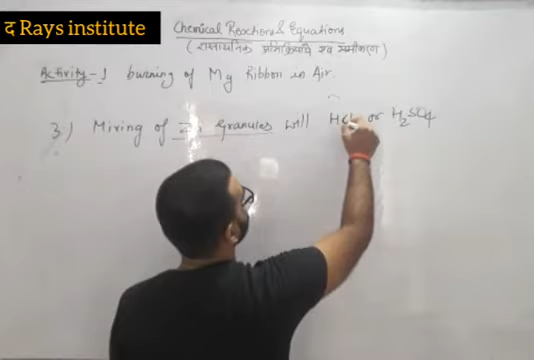 द Rays institute
Chemical Reactions & Equations
(रासायनिक अभिक्रियाएँ एवं समीकरण)
Activity-1 burning of Mg Ribbon in Air.
3) Mixing of Zn Granules with HCl or H2SO4